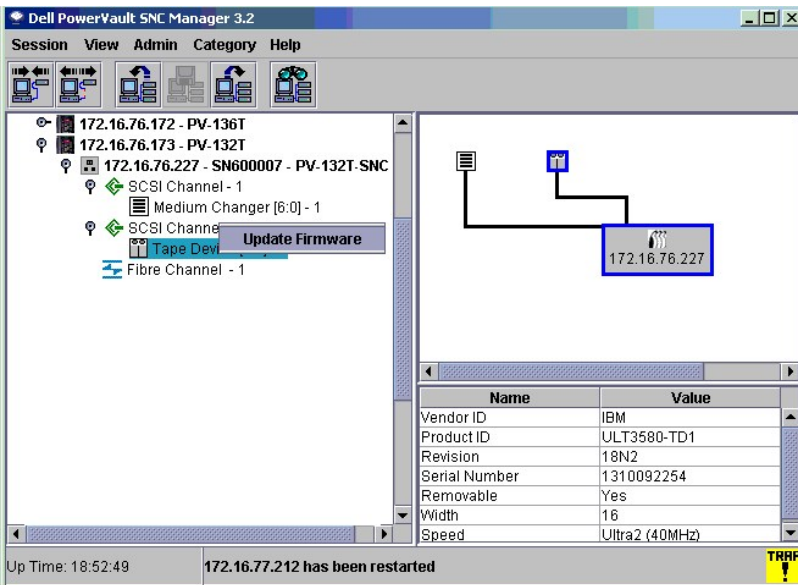 Dell PowerVault SNC Manager 3.2
Session View Admin Category Help
172.16.76.172 - PV-136T
172.16.76.173 - PV-132T
172.16.76.227 - SN600007 - PV-132T-SNC
SCSI Channel - 1
Medium Changer [6:0] - 1
SCSI Channe
Update Firmware
Tape Devi
Fibre Channel - 1
172.16.76.227
Name Value
Vendor ID IBM
Product ID ULT3580-TD1
Revision 18N2
Serial Number 1310092254
Removable Yes
Width 16
Speed Ultra2 (40MHz)
Up Time: 18:52:49
172.16.77.212 has been restarted
TRAP